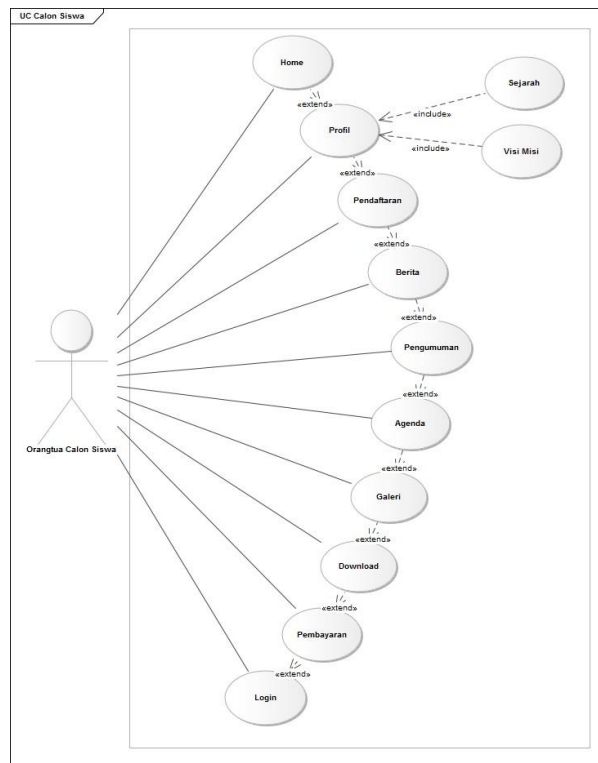 UC Calon Siswa
Home
«extend»
Sejarah
«include»
Profil
«include»
Visi Misi
«extend»
Pendaftaran
«extend»
Berita
«extend»
Pengumuman
«extend»
Agenda
Orangtua Calon Siswa
«extend»
Galeri
«extend»
Download
«extend»
Pembayaran
«extend»
Login